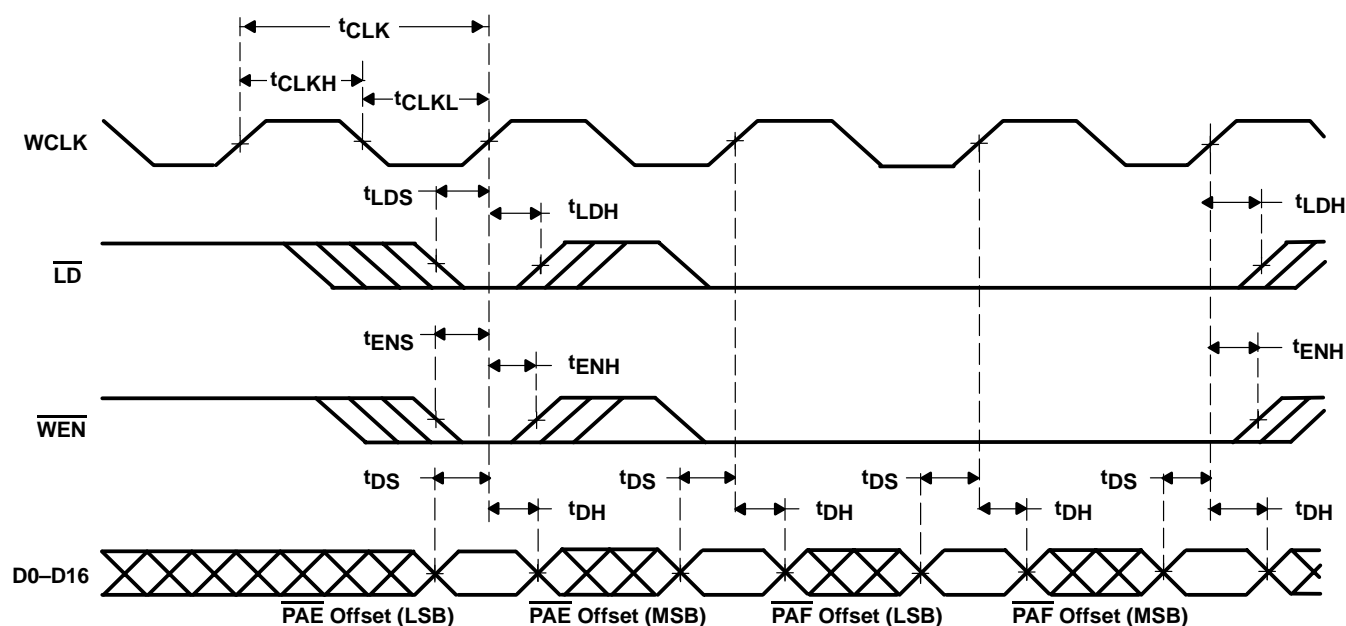 tCLK
tCLKH
tCLKL
WCLK
tLDS
tLDH
tLDH
LD
tENS
tENH
tENH
WEN
tDS
tDS
tDS
tDS
tDH
tDH
tDH
tDH
D0–D16
PAE Offset (LSB)
PAE Offset (MSB)
PAF Offset (LSB)
PAF Offset (MSB)